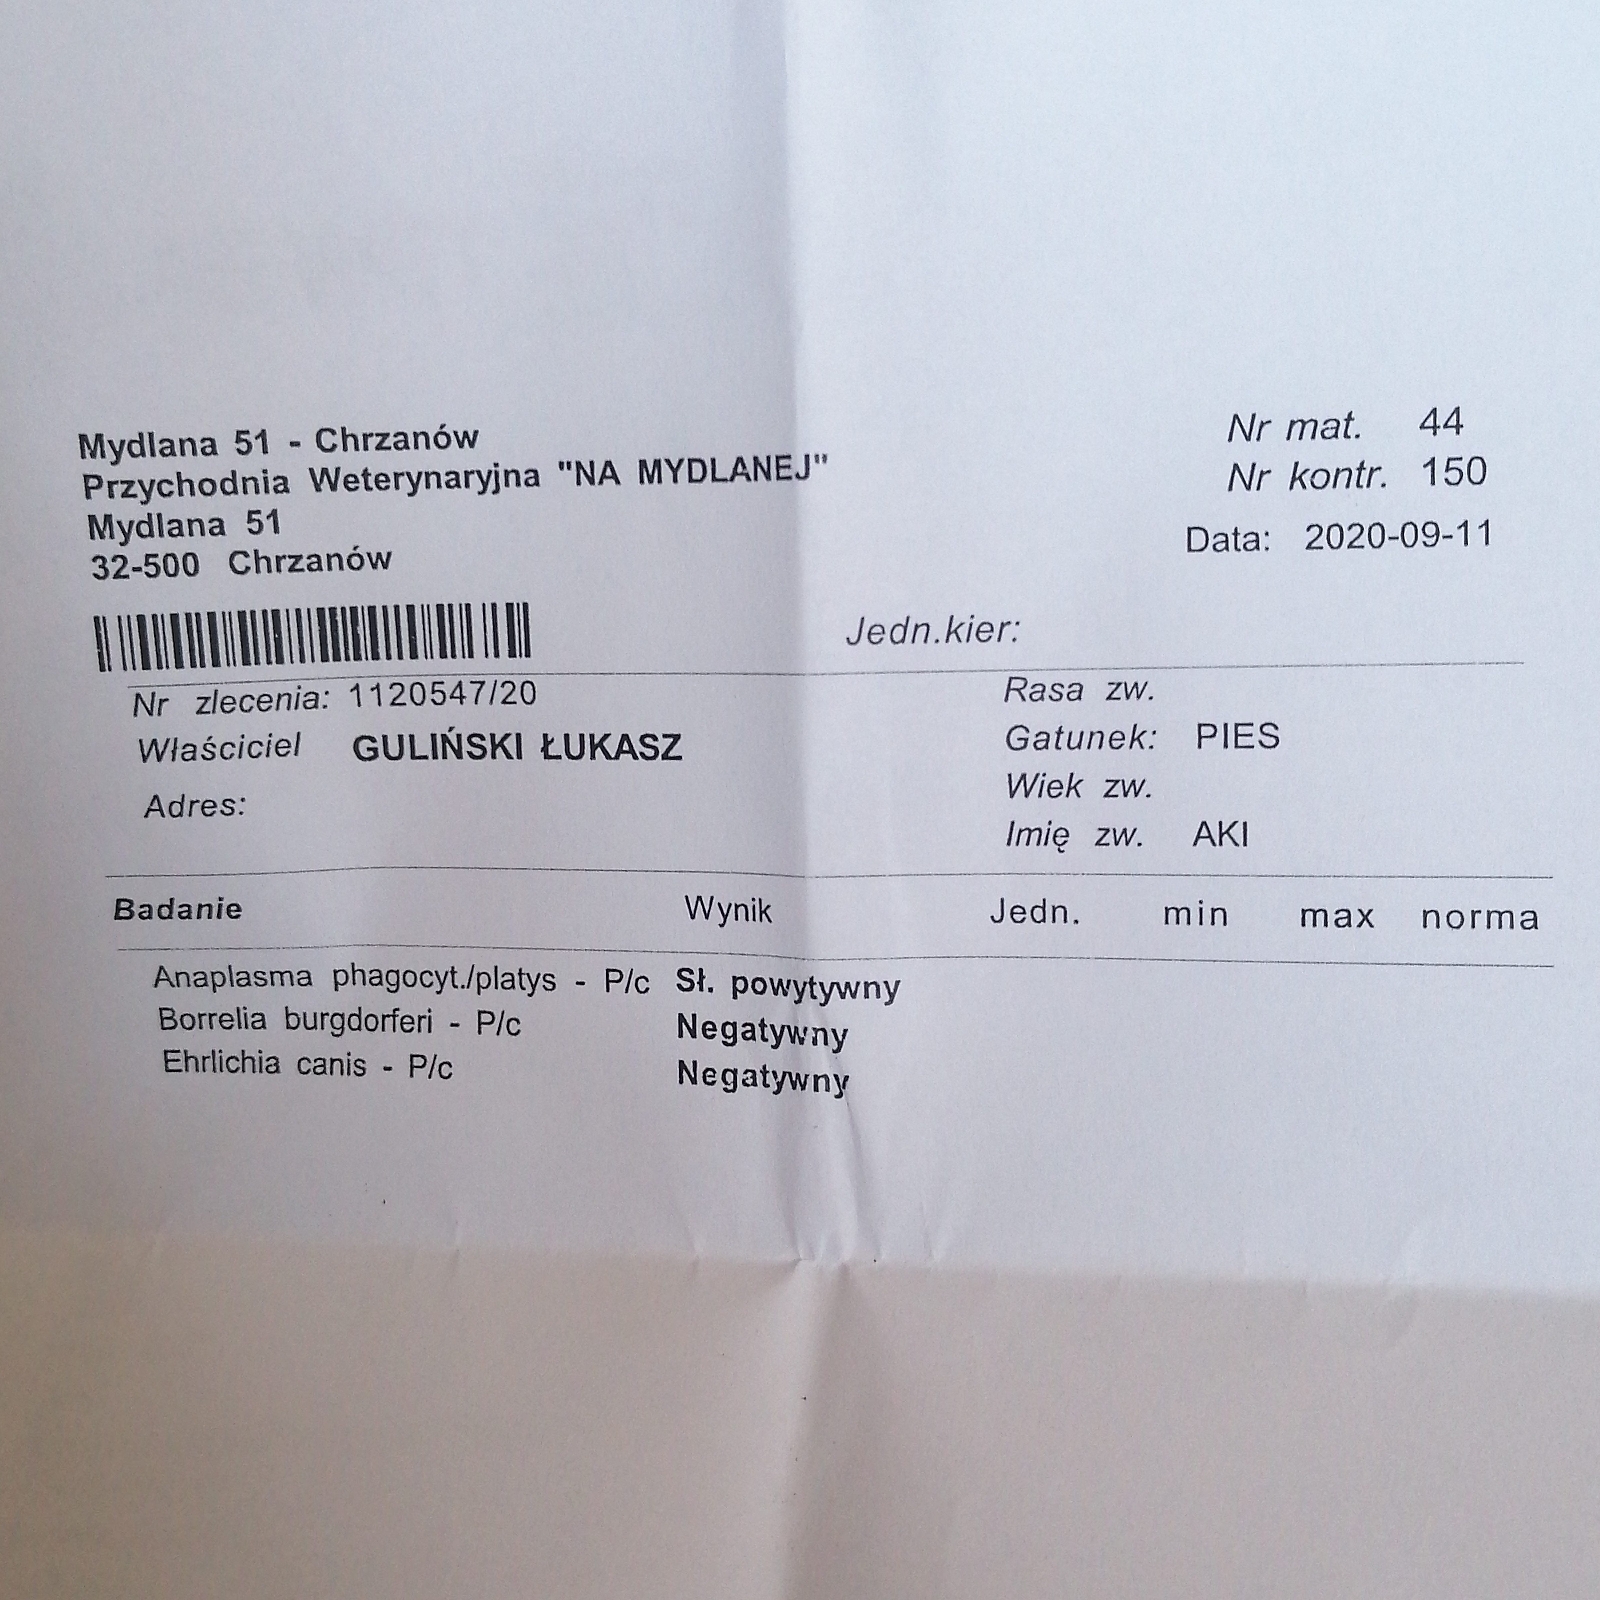 Mydlana 51 - Chrzanów
Przychodnia Weterynaryjna "NA MYDLANEJ"
Mydlana 51
32-500 Chrzanów
Nr mat. 44
Nr kontr. 150
Data: 2020-09-11
Jedn.kier:
Nr zlecenia: 1120547/20
Właściciel GULIŃSKI ŁUKASZ
Adres:
Rasa zw.
Gatunek: PIES
Wiek zw.
Imię zw. AKI
Badanie Wynik Jedn. min max norma
Anaplasma phagocyt./platys - P/c Sł. powytywny
Borrelia burgdorferi - P/c Negatywny
Ehrlichia canis - P/c Negatywny